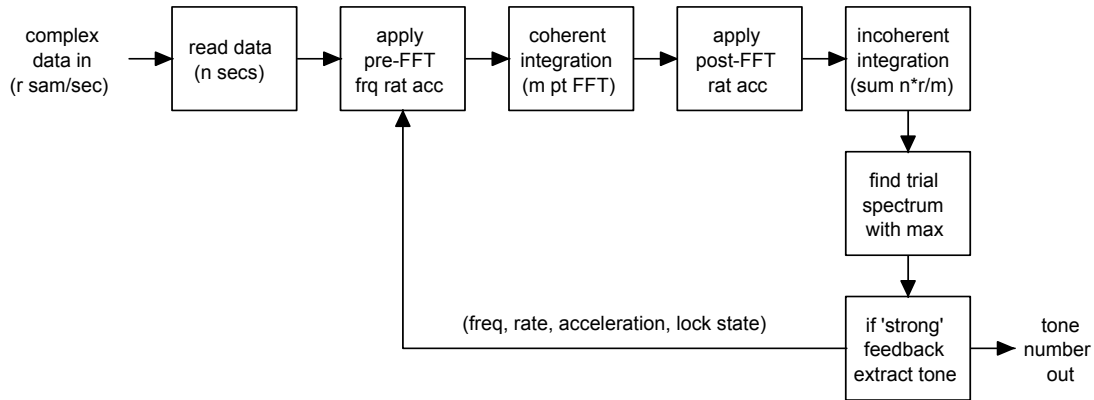 complex
data in
(r sam/sec)
read data
(n secs)
apply
pre-FFT
frq rat acc
coherent
integration
(m pt FFT)
apply
post-FFT
rat acc
incoherent
integration
(sum n*r/m)
find trial
spectrum
with max
(freq, rate, acceleration, lock state)
if 'strong'
feedback
extract tone
tone
number
out